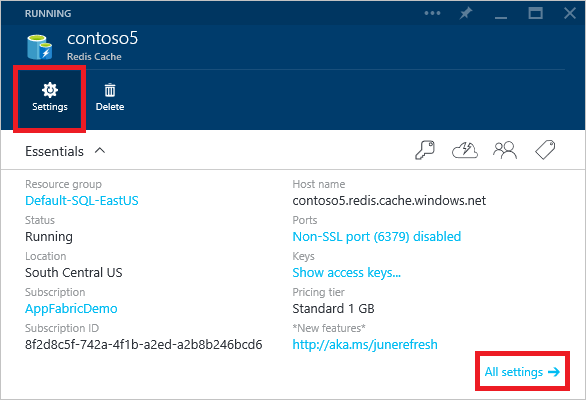 RUNNING
contoso5
Redis Cache
Settings
Delete
Essentials
Resource group
Default-SQL-EastUS
Status
Running
Location
South Central US
Subscription
AppFabricDemo
Subscription ID
8f2d8c5f-742a-4f1b-a2ed-a2b8b246bcd6
Host name
contoso5.redis.cache.windows.net
Ports
Non-SSL port (6379) disabled
Keys
Show access keys...
Pricing tier
Standard 1 GB
*New features*
http://aka.ms/junerefresh
All settings